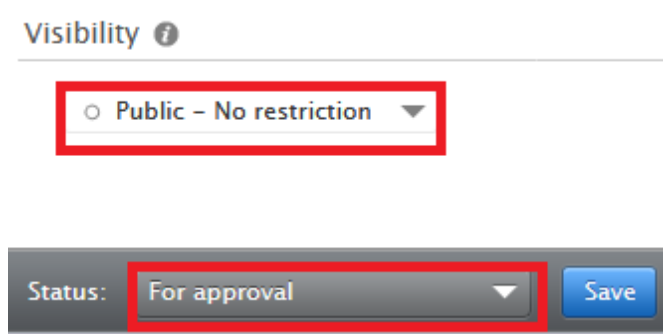 Visibility
Public – No restriction
Status: For approval Save